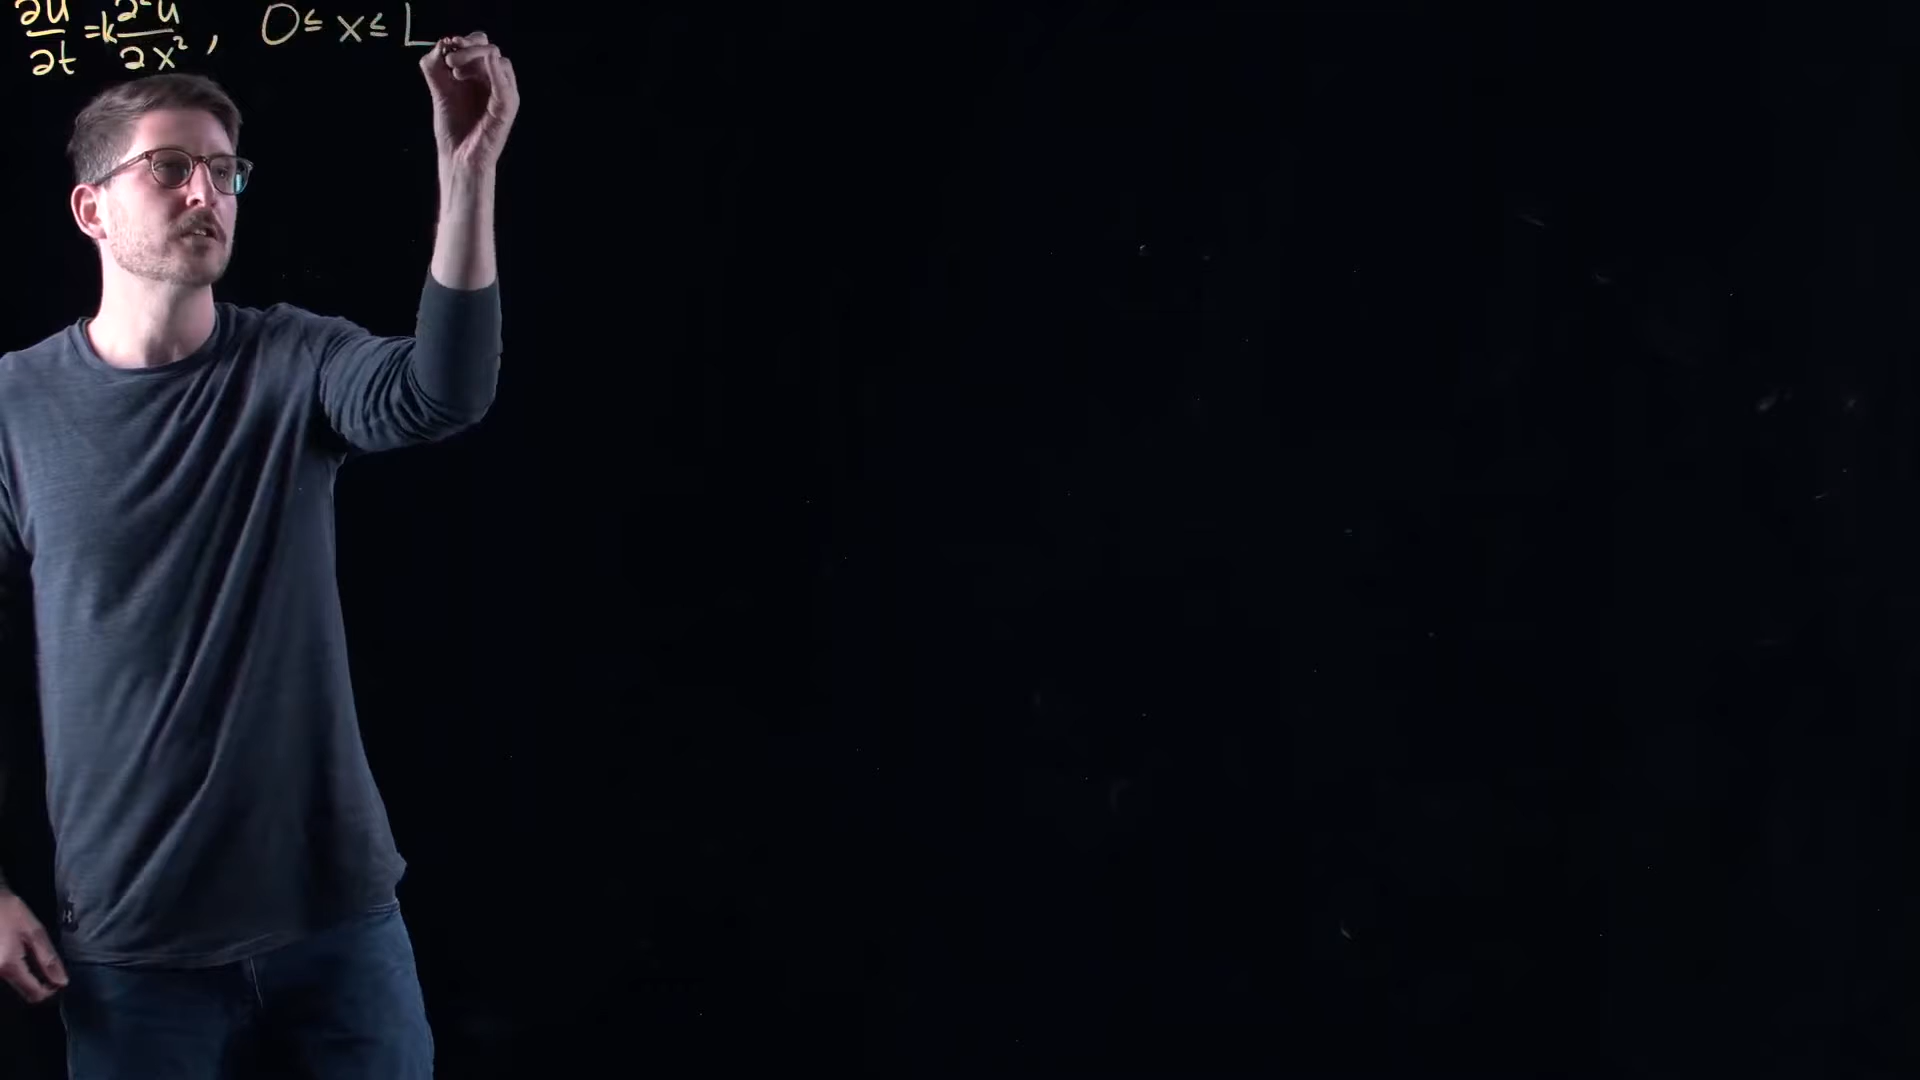 ∂u/∂t = k ∂²u/∂x² , 0 ≤ x ≤ L